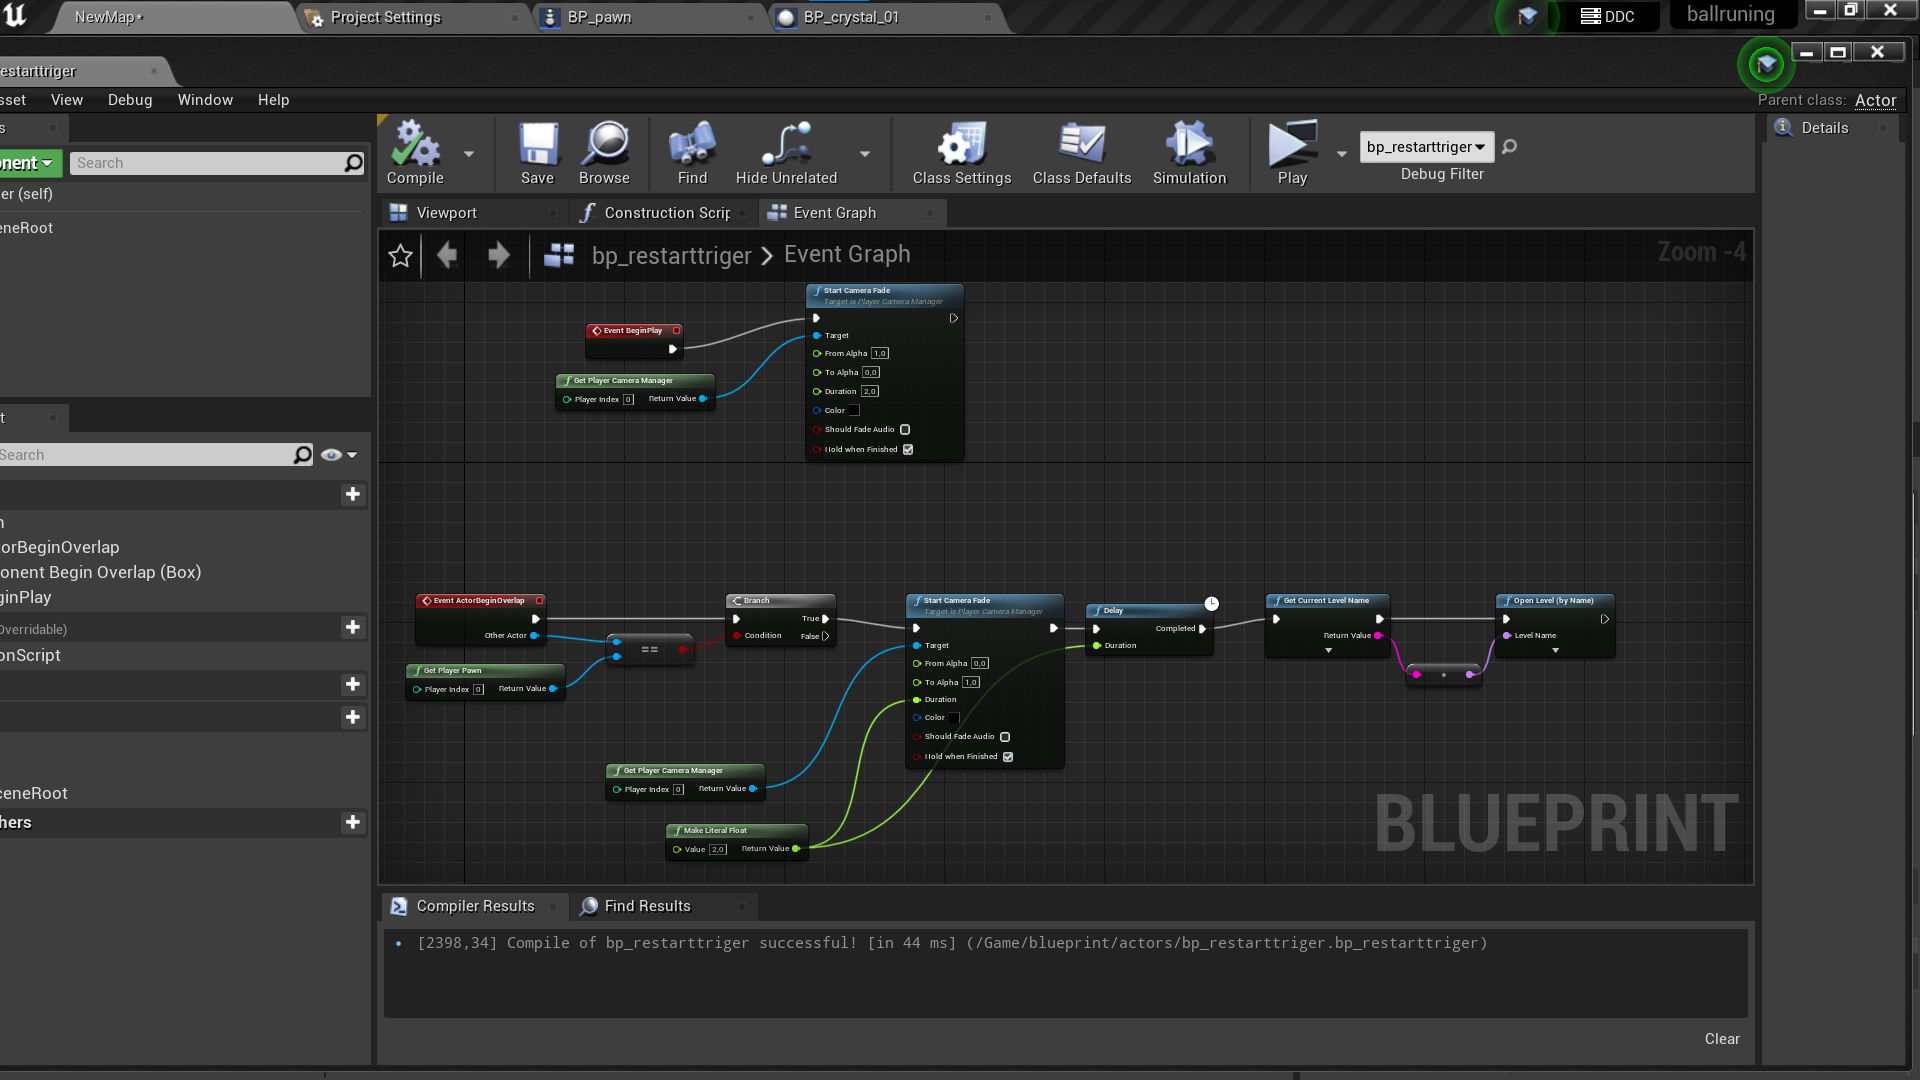 NewMap*
Project Settings
BP_pawn
BP_crystal_01
DDC
ballruning
estarttriger
sset
View
Debug
Window
Help
Parent class: Actor
s
onent
Search
er (self)
eneRoot
Compile
Save
Browse
Find
Hide Unrelated
Class Settings
Class Defaults
Simulation
Play
bp_restarttriger
Debug Filter
Details
Viewport
Construction Scrip
Event Graph
bp_restarttriger > Event Graph
Zoom -4
t
Search
n
orBeginOverlap
onent Begin Overlap (Box)
ginPlay
Overridable)
onScript
ceneRoot
hers
Event BeginPlay
Get Player Camera Manager
Player Index 0
Return Value
Start Camera Fade
Target is Player Camera Manager
Target
From Alpha 1,0
To Alpha 0,0
Duration 2,0
Color
Should Fade Audio
Hold when Finished
Event ActorBeginOverlap
Other Actor
Get Player Pawn
Player Index 0
Return Value
==
Branch
True
Condition
False
Start Camera Fade
Target is Player Camera Manager
Target
From Alpha 0,0
To Alpha 1,0
Duration
Color
Should Fade Audio
Hold when Finished
Get Player Camera Manager
Player Index 0
Return Value
Make Literal Float
Value 2,0
Return Value
Delay
Completed
Duration
Get Current Level Name
Return Value
Open Level (by Name)
Level Name
BLUEPRINT
Compiler Results
Find Results
[2398,34] Compile of bp_restarttriger successful! [in 44 ms] (/Game/blueprint/actors/bp_restarttriger.bp_restarttriger)
Clear